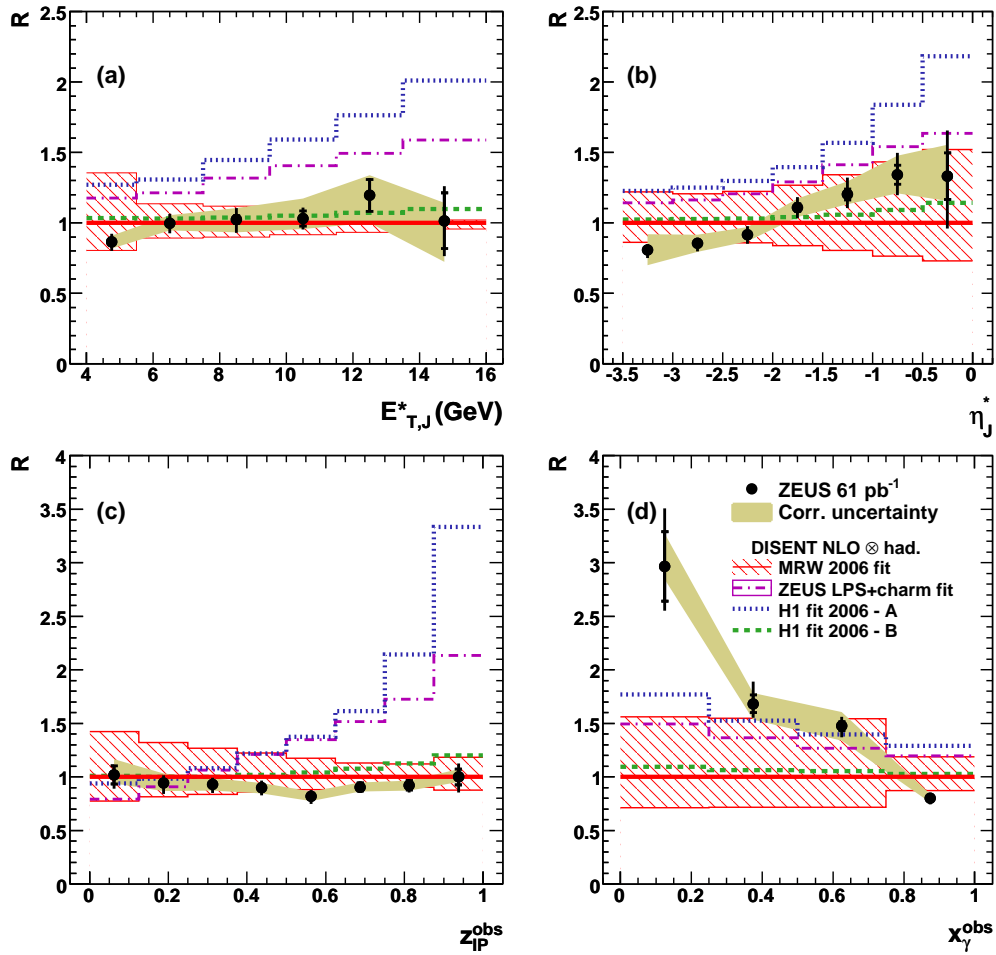 R
2.5
2
1.5
1
0.5
0
(a)
4 6 8 10 12 14 16
E*T,J (GeV)
R
2.5
2
1.5
1
0.5
0
(b)
-3.5 -3 -2.5 -2 -1.5 -1 -0.5 0
η*J
R
4
3.5
3
2.5
2
1.5
1
0.5
0
(c)
0 0.2 0.4 0.6 0.8 1
zIPobs
R
4
3.5
3
2.5
2
1.5
1
0.5
0
(d)
ZEUS 61 pb-1
Corr. uncertainty
DISENT NLO ⊗ had.
MRW 2006 fit
ZEUS LPS+charm fit
H1 fit 2006 - A
H1 fit 2006 - B
0 0.2 0.4 0.6 0.8 1
xγobs